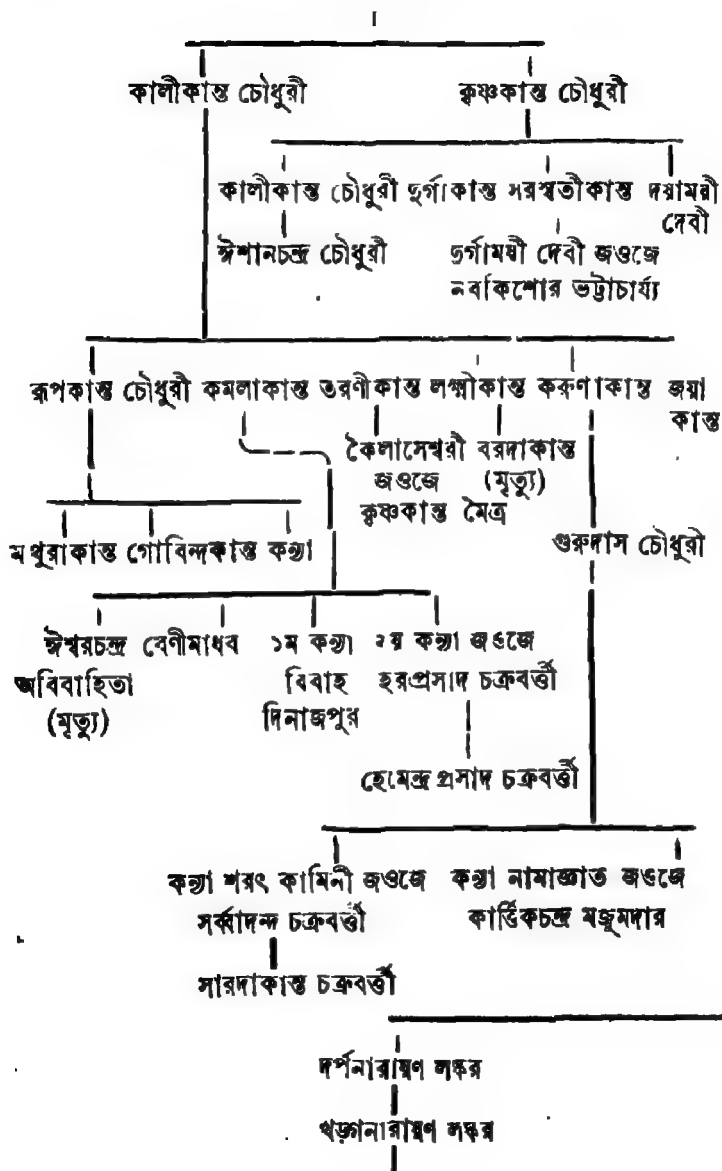 কালীকান্ত চৌধুরী কৃষ্ণকান্ত চৌধুরী
কালীকান্ত চৌধুরী দুর্গাকান্ত সরস্বতীকান্ত দয়াময়ী
দেবী
ঈশানচন্দ্র চৌধুরী দুর্গাময়ী দেবী জওজে
নবকিশোর ভট্টাচার্য্য
রূপকান্ত চৌধুরী কমলাকান্ত তরণীকান্ত লক্ষ্মীকান্ত করুণাকান্ত জয়া
কান্ত
কৈলাসেশ্বরী বরদাকান্ত
জওজে (মৃত্যু)
কৃষ্ণকান্ত মৈত্র
মথুরাকান্ত গোবিন্দকান্ত কন্যা গুরুদাস চৌধুরী
ঈশ্বরচন্দ্র বেণীমাধব ১ম কন্যা ২য় কন্যা জওজে
অবিবাহিতা বিবাহ হরপ্রসাদ চক্রবর্ত্তী
(মৃত্যু) দিনাজপুর
হেমেন্দ্র প্রসাদ চক্রবর্ত্তী
কন্যা শরৎ কামিনী জওজে কন্যা নামাজ্ঞাত জওজে
সর্ব্বাদন্দ চক্রবর্ত্তী কার্ত্তিকচন্দ্র মজুমদার
সারদাকান্ত চক্রবর্ত্তী
দর্পনারায়ণ লস্কর
খড়্গনারায়ণ লস্কর